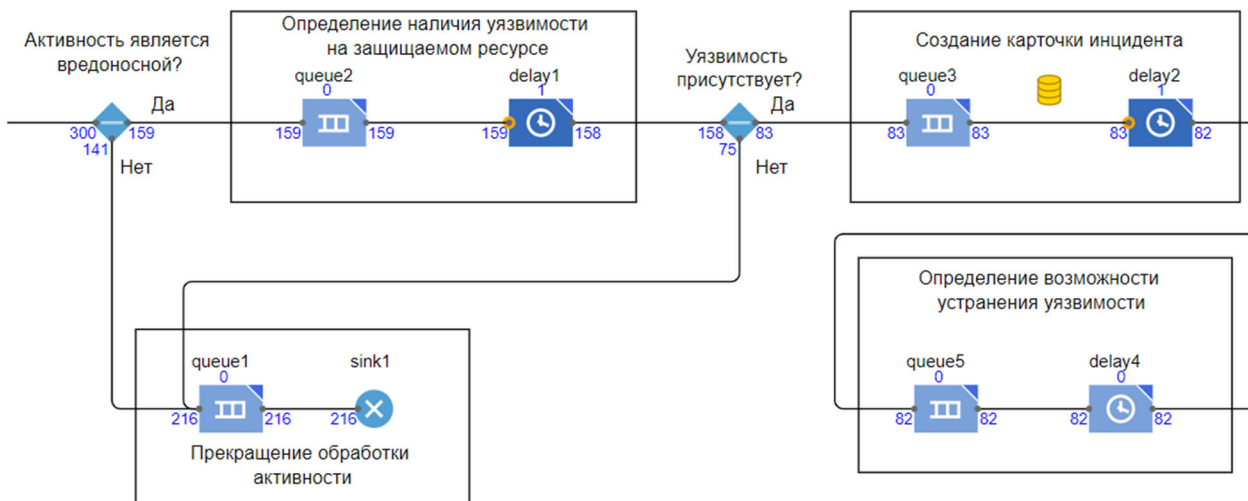 Активность является
вредоносной?
300
159
141
Да
Нет
Определение наличия уязвимости
на защищаемом ресурсе
queue2
0
159
159
delay1
1
159
158
Уязвимость
присутствует?
158
83
75
Да
Нет
Создание карточки инцидента
queue3
0
83
83
delay2
1
83
82
queue1
0
216
216
sink1
216
Прекращение обработки
активности
Определение возможности
устранения уязвимости
queue5
0
82
82
delay4
0
82
82